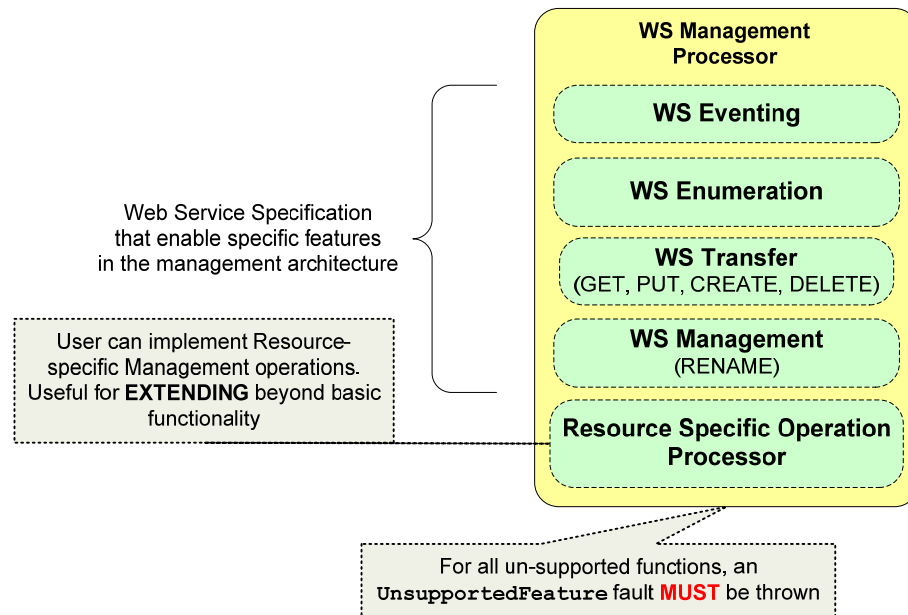 WS Management
Processor
WS Eventing
WS Enumeration
Web Service Specification
that enable specific features
in the management architecture
WS Transfer
(GET, PUT, CREATE, DELETE)
WS Management
(RENAME)
User can implement Resource-
specific Management operations.
Useful for EXTENDING beyond basic
functionality
Resource Specific Operation
Processor
For all un-supported functions, an
UnsupportedFeature fault MUST be thrown